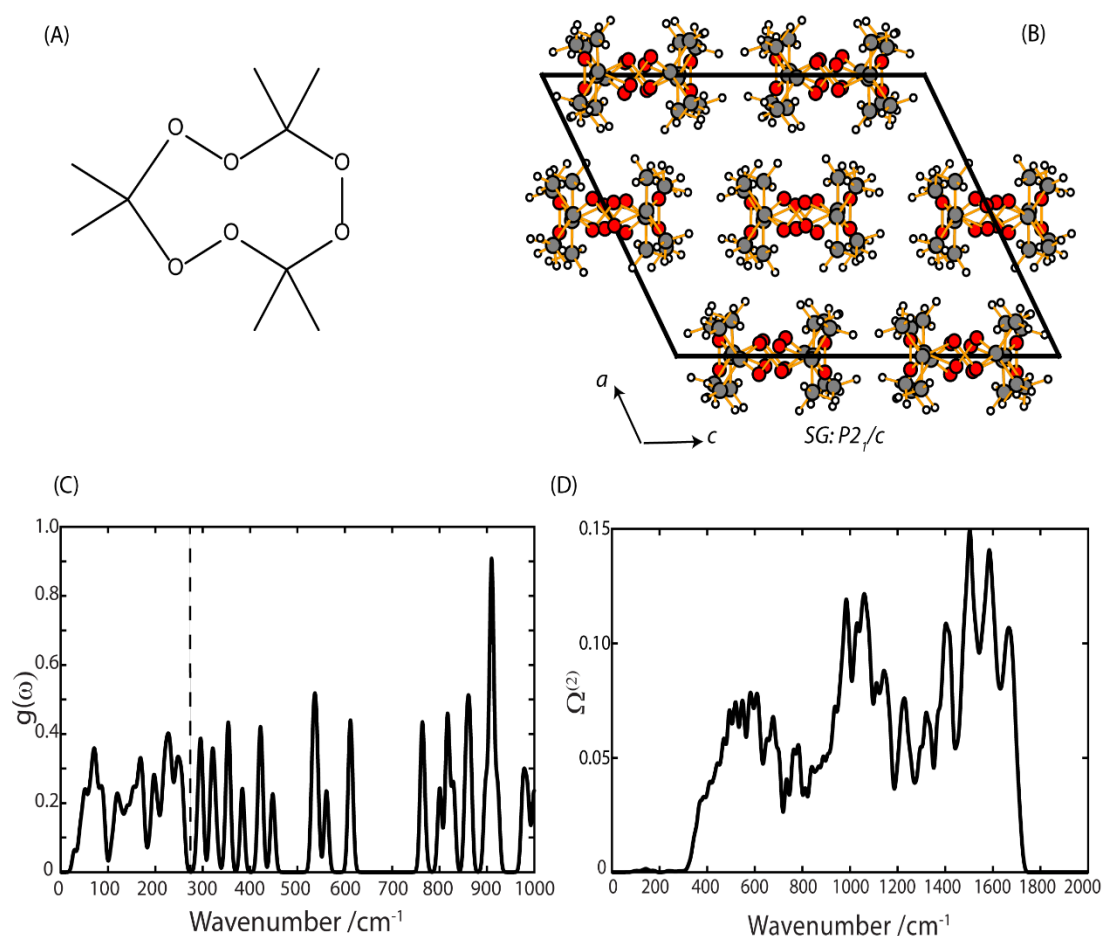 (A)
O
O
O
O
O
O
(B)
a
c
SG: P2₁/c
(C)
1.0
0.8
0.6
0.4
0.2
0
g(ω)
0 100 200 300 400 500 600 700 800 900 1000
Wavenumber /cm⁻¹
(D)
0.15
0.10
0.05
0
Ω⁽²⁾
0 200 400 600 800 1000 1200 1400 1600 1800 2000
Wavenumber /cm⁻¹